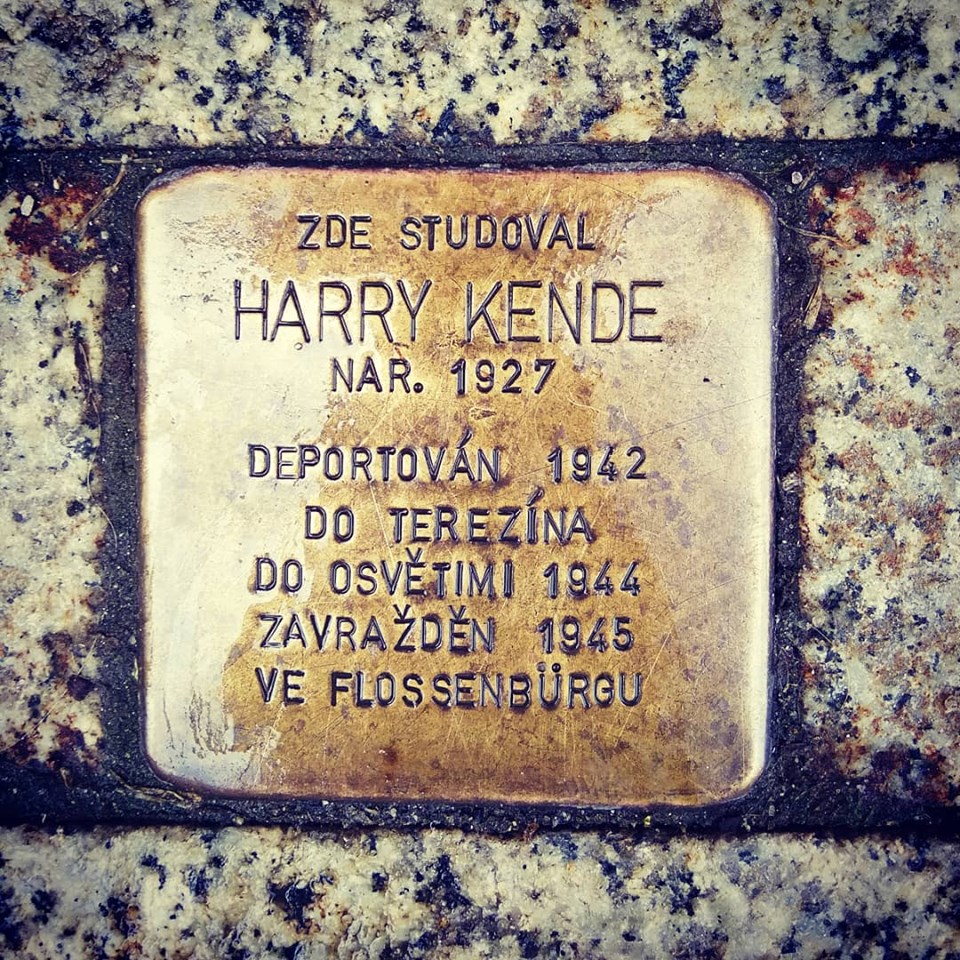 ZDE STUDOVAL
HARRY KENDE
NAR. 1927
DEPORTOVÁN 1942
DO TEREZÍNA
DO OSVĚTIMI 1944
ZAVRAŽDĚN 1945
VE FLOSSENBÜRGU